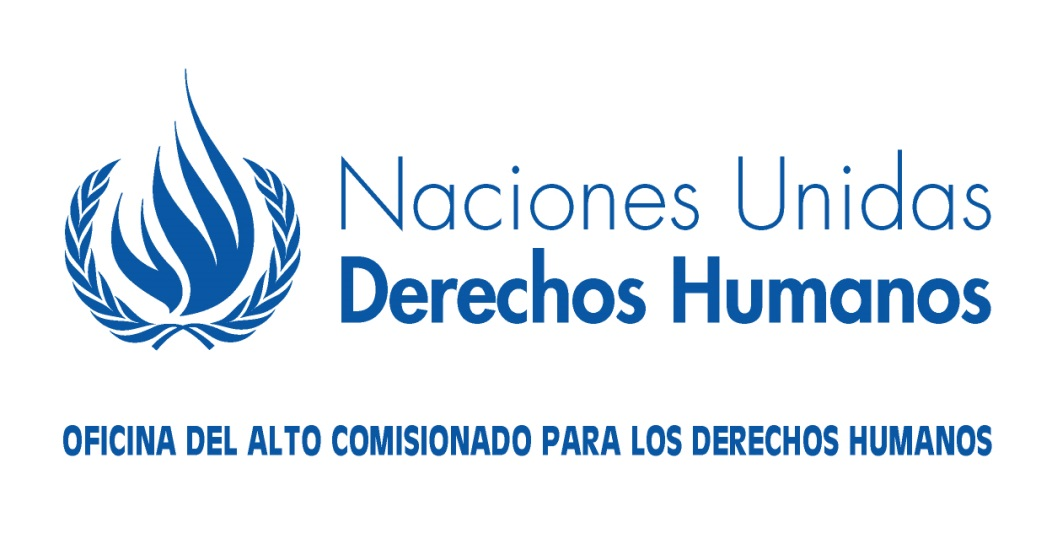 Naciones Unidas
Derechos Humanos
OFICINA DEL ALTO COMISIONADO PARA LOS DERECHOS HUMANOS